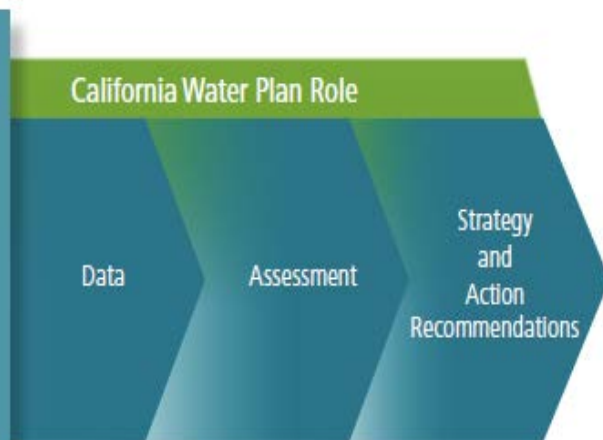 California Water Plan Role
Data
Assessment
Strategy
and
Action
Recommendations